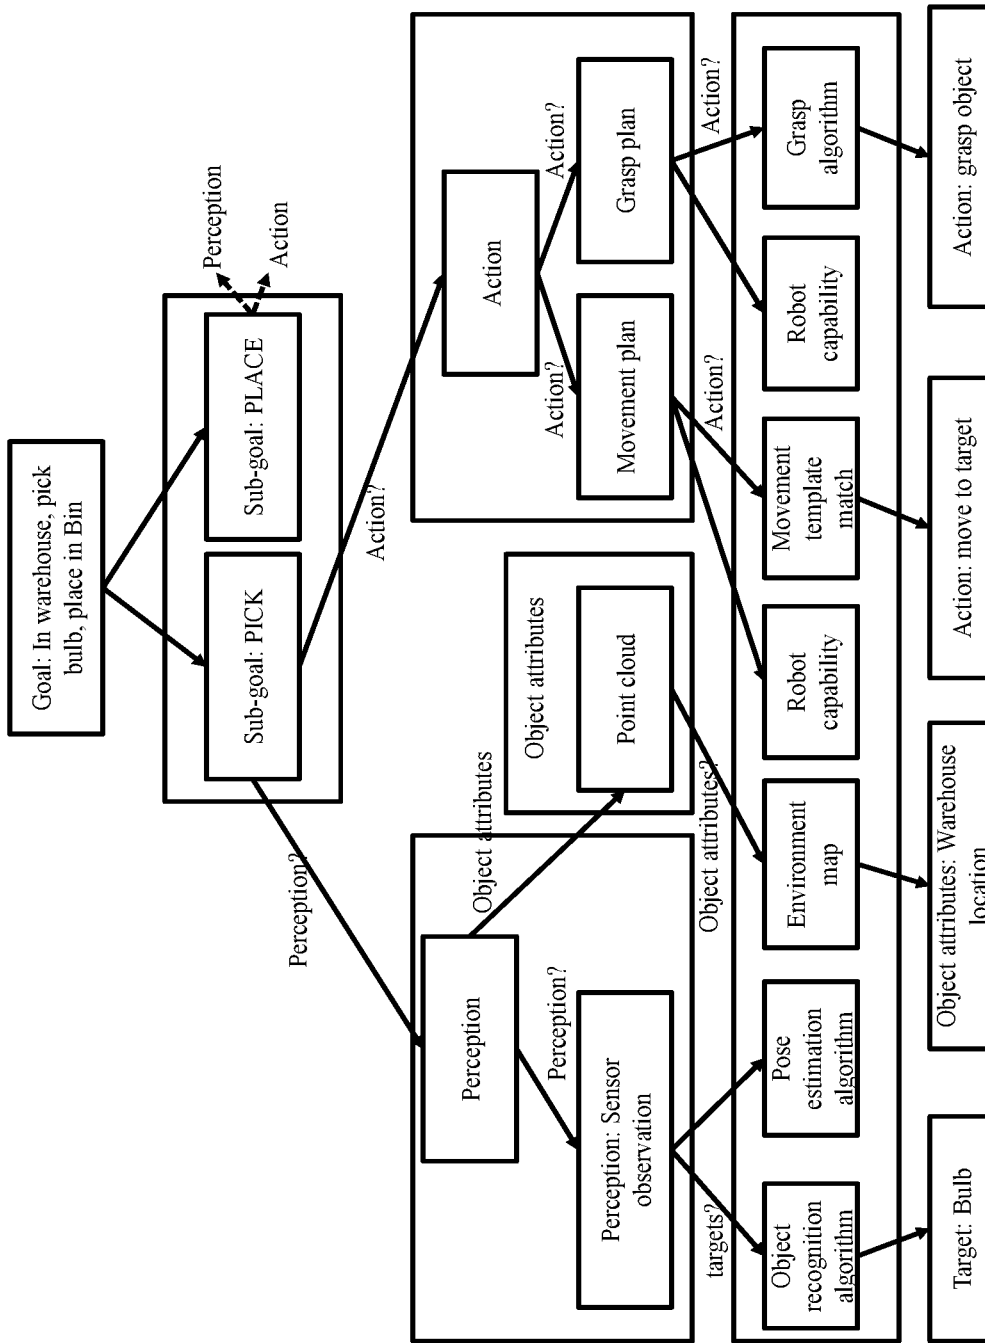 Goal: In warehouse, pick
bulb, place in Bin
Sub-goal: PICK
Sub-goal: PLACE
Perception
Action
Perception?
Action?
Perception
Object attributes
Object attributes
Action
Perception?
Action?
Action?
Perception: Sensor
observation
Point cloud
Movement plan
Grasp plan
targets?
Object attributes?
Action?
Action?
Object
recognition
algorithm
Pose
estimation
algorithm
Environment
map
Robot
capability
Movement
template
match
Robot
capability
Grasp
algorithm
Target: Bulb
Object attributes: Warehouse
location
Action: move to target
Action: grasp object